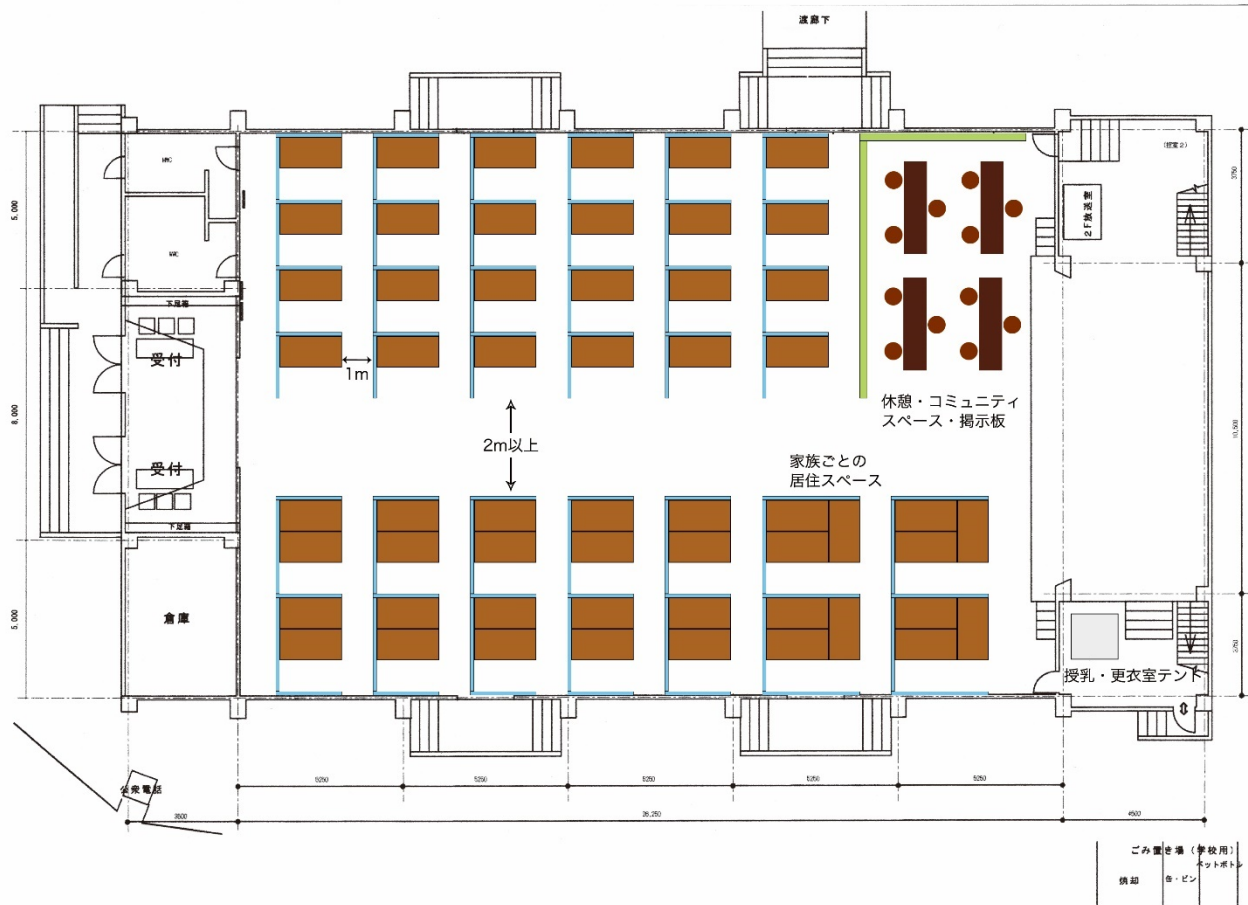 渡廊下
WC
WC
下足箱
受付
受付
下足箱
倉庫
1m
2m以上
休憩・コミュニティ
スペース・掲示板
家族ごとの
居住スペース
(控室2)
2F放送室
授乳・更衣室テント
5,000
8,000
5,000
3750
10,500
3750
5250
5250
5250
5250
5250
3500
26,250
4500
公衆電話
ごみ置き場(学校用)
ペットボトル
焼却
缶・ビン